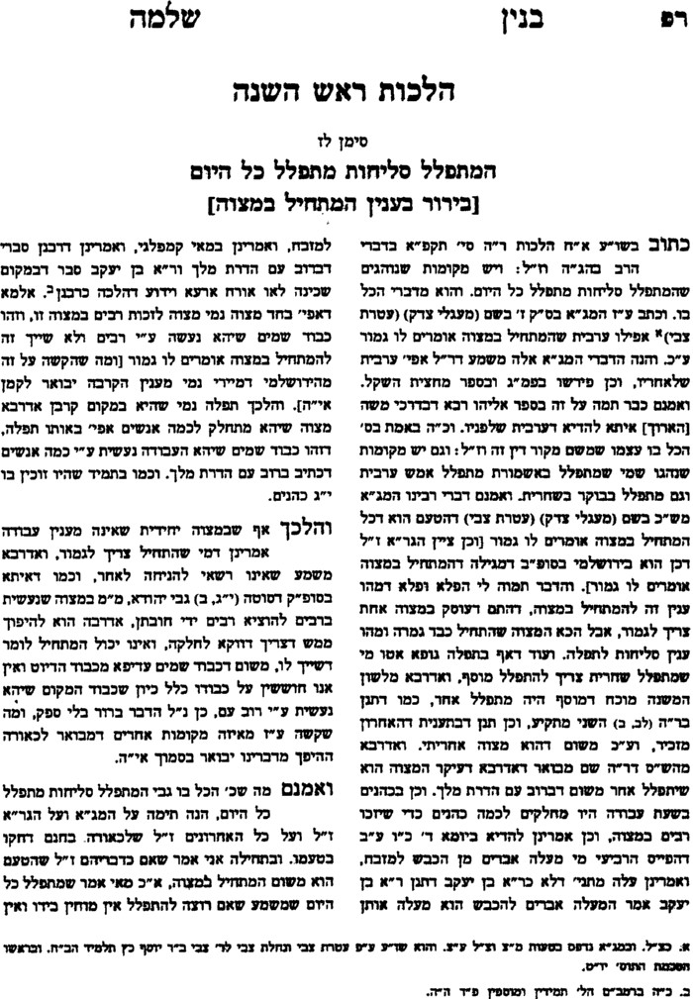 רפ בנין שלמה
הלכות ראש השנה
סימן לז
המתפלל סליחות מתפלל כל היום
[בירור בענין המתחיל במצוה]
כתוב בשו״ע א״ח הלכות ר״ה סי׳ תקפ״א בדברי
הרב בהג״ה וז״ל: ויש מקומות שנוהגים
שהמתפלל סליחות מתפלל כל היום. והוא מדברי הכל
בו. וכתב ע״ז המג״א בס״ק ז׳ בשם (מעגלי צדק) (עטרת
צבי)א אפילו ערבית שהמתחיל במצוה אומרים לו גמור
ע״כ. והנה הדברי המג״א אלה משמע דר״ל אפי׳ ערבית
שלאחריו, וכן פירשו בפמ״ג ובספר מחצית השקל.
ואמנם כבר תמה על זה בספר אליהו רבא דבדרכי משה
[הארוך] איתא להדיא דערבית שלפניו. וכ״ה באמת בס׳
הכל בו עצמו שמשם מקור דין זה וז״ל: וגם יש מקומות
שנהגו שמי שמתפלל באשמורת מתפלל אמש ערבית
וגם מתפלל בבוקר בשחרית. ואמנם דברי רבינו המג״א
מש״כ בשם (מעגלי צדק) (עטרת צבי) דהטעם הוא דכל
המתחיל במצוה אומרים לו גמור [וכן ציין הגר״א ז״ל
דכן הוא בירושלמי בסופ״ב דמגילה דהמתחיל במצוה
אומרים לו גמור]. והדבר תמוה לי הפלא ופלא דמהו
ענין זה להמתחיל במצוה, דהתם דעוסק במצוה אחת
צריך לגמור, אבל הכא המצוה שהתחיל כבר גמרה ומהו
ענין סליחות לתפלה. ועוד דאף בתפלה גופא אטו מי
שמתפלל שחרית צריך להתפלל מוסף, ואדרבא מלשון
המשנה מוכח דמוסף היה מתפלל אחר, כמו דתנן
בר״ה (לב, ב) השני מתקיע, וכן תנן דבתענית דהאחרון
מזכיר, וע״כ משום דהוא מצוה אחריתי. ואדרבא
מהש״ס דר״ה שם מבואר דאדרבא דעיקר המצוה הוא
שיתפלל אחר משום דברוב עם הדרת מלך. וכן בכהנים
בשעת עבודה היו מחלקים לכמה כהנים כדי שיזכו
רבים במצוה, וכן אמרינן להדיא ביומא ד׳ כ״ו ע״ב
דהפייס הרביעי מי מעלה אברים מן הכבש למזבח,
ואמרינן עלה מתני׳ דלא כר״א בן יעקב דתנן ר״א בן
יעקב אמר המעלה אברים להכבש הוא מעלה אותן
למזבח, ואמרינן במאי קמפלגי, ואמרינן דרבנן סברי
דברוב עם הדרת מלך ור״א בן יעקב סבר דבמקום
שכינה לאו אורח ארעא וידוע דהלכה כרבנןב. אלמא
דאפי׳ בחד מצוה נמי מצוה לזכות רבים במצוה זו, וזהו
כבוד שמים שיהא נעשה ע״י רבים ולא שייך זה
להמתחיל במצוה אומרים לו גמור [ומה שהקשה על זה
מהירושלמי דמיירי נמי מענין הקרבה יבואר לקמן
אי״ה]. והלכך תפלה נמי שהיא במקום קרבן אדרבא
מצוה שיהא מתחלק לכמה אנשים אפי׳ באותו תפלה,
דזהו כבוד שמים שיהא העבודה נעשית ע״י כמה אנשים
דכתיב ברוב עם הדרת מלך. וכמו בתמיד שהיו זוכין בו
י״ג כהנים.
והלכך אף שבמצוה יחידית שאינה מענין עבודה
אמרינן דמי שהתחיל צריך לגמור, ואדרבא
משמע שאינו רשאי להניחה לאחר, וכמו דאיתא
בסופ״ק דסוטה (י״ג, ב) גבי יהודא, מ״מ במצוה שנעשית
ברבים להוציא רבים ידי חובתן, אדרבה הוא להיפוך
ממש דצריך דווקא לחלקה, ואינו יכול המתחיל לומר
דשייך לו, משום דכבוד שמים עדיפא מכבוד הדיוט ואין
אנו חוששין על כבודו כלל כיון שכבוד המקום שיהא
נעשית ע״י רוב עם, כן נ״ל הדבר ברור בלי ספק, ומה
שקשה ע״ז מאיזה מקומות אחרים דמבואר לכאורה
ההיפך מדברינו יבואר בסמוך אי״ה.
ואמנם מה שכ׳ הכל בו גבי המתפלל סליחות מתפלל
כל היום, הנה תימה על המג״א ועל הגר״א
ז״ל ועל כל האחרונים ז״ל שלכאורה בחנם דחקו
בטעמו. ובתחילה אני אמר שאם כדבריהם ז״ל שהטעם
הוא משום המתחיל במצוה, א״כ מאי אמר שמתפלל כל
היום שמשמע שאם רוצה להתפלל אין מוחין בידו ואין
א. כצ״ל. ובמג״א נדפס בטעות מ״צ וצ״ל ע״צ. והוא שו״ע ע״פ עטרת צבי ונחלת צבי לר׳ צבי ב״ר יוסף כץ תלמיד הב״ח. ובראשו
הסכמת התוס׳ יו״ט.
ב. כ״ה ברמב״ם הל׳ תמידין ומוספין פ״ד ה״ה.